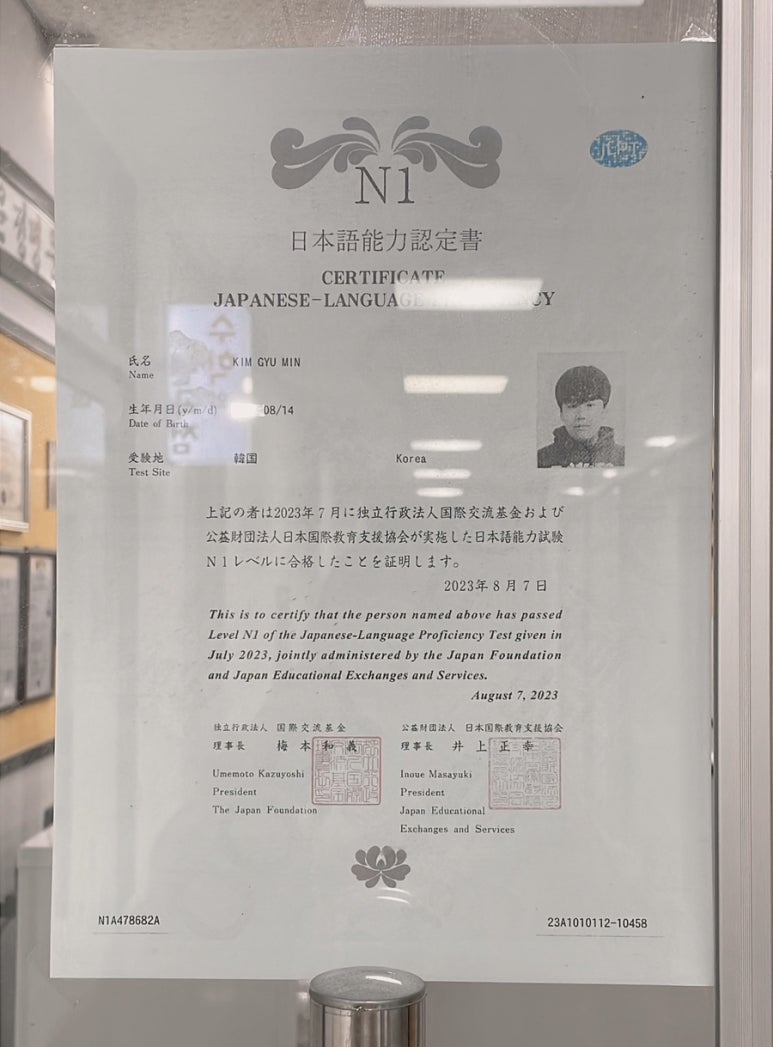 N1
日本語能力認定書
CERTIFICATE
JAPANESE-LANGUAGE
氏名 KIM GYU MIN
Name
生年月日(y/m/d) 08/14
Date of Birth
受験地 韓国 Korea
Test Site
上記の者は2023年7月に独立行政法人国際交流基金および
公益財団法人日本国際教育支援協会が実施した日本語能力試験
N1レベルに合格したことを証明します。
2023年8月7日
This is to certify that the person named above has passed
Level N1 of the Japanese-Language Proficiency Test given in
July 2023, jointly administered by the Japan Foundation
and Japan Educational Exchanges and Services.
August 7, 2023
独立行政法人 国際交流基金 公益財団法人 日本国際教育支援協会
理事長 梅本和義 理事長 井上正幸
Umemoto Kazuyoshi Inoue Masayuki
President President
The Japan Foundation Japan Educational
Exchanges and Services
N1A478682A 23A1010112-10458